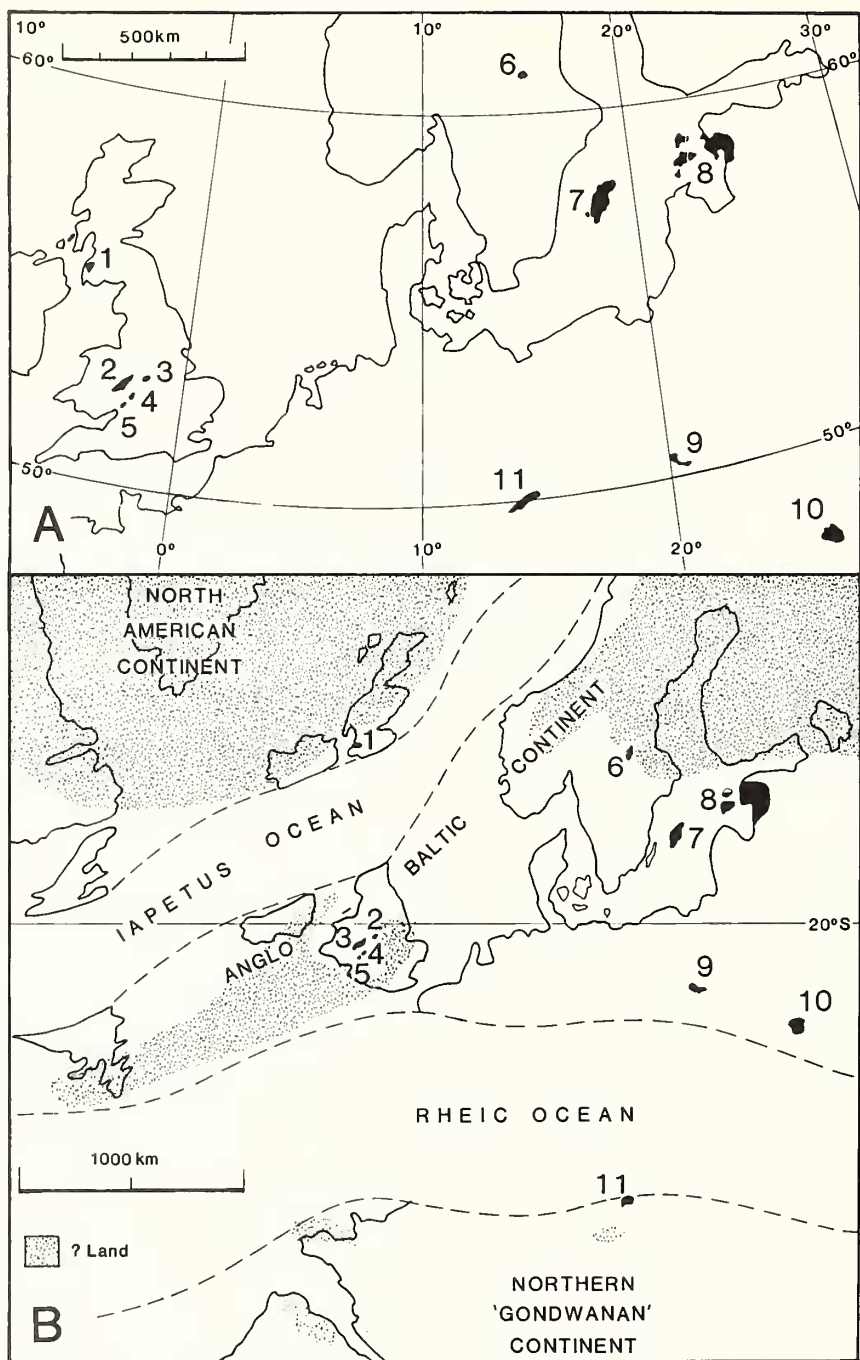 10°
500km
10°
20°
30°
60°
60°
6
8
7
1
2
3
4
5
9
50°
50°
11
10
A
0°
10°
20°
NORTH
AMERICAN
CONTINENT
1
CONTINENT
6
8
7
IAPETUS OCEAN
BALTIC
20°S
2
3
4
ANGLO
5
9
10
RHEIC OCEAN
1000 km
11
? Land
NORTHERN
'GONDWANAN'
CONTINENT
B